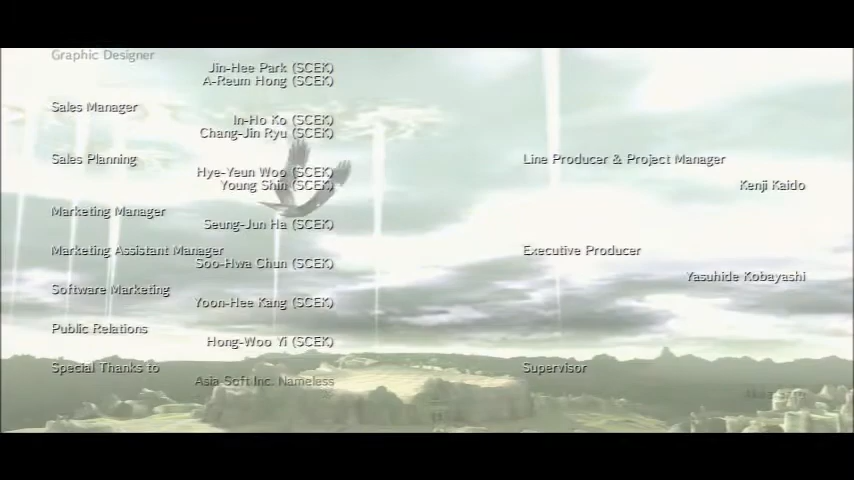 Graphic Designer
Jin-Hee Park (SCEK)
A-Reum Hong (SCEK)
Sales Manager
In-Ho Ko (SCEK)
Chang-Jin Ryu (SCEK)
Sales Planning
Hye-Yeun Woo (SCEK)
Young Shin (SCEK)
Marketing Manager
Seung-Jun Ha (SCEK)
Marketing Assistant Manager
Soo-Hwa Chun (SCEK)
Software Marketing
Yoon-Hee Kang (SCEK)
Public Relations
Hong-Woo Yi (SCEK)
Special Thanks to
Asia Soft Inc. Nameless
Line Producer & Project Manager
Kenji Kaido
Executive Producer
Yasuhide Kobayashi
Supervisor